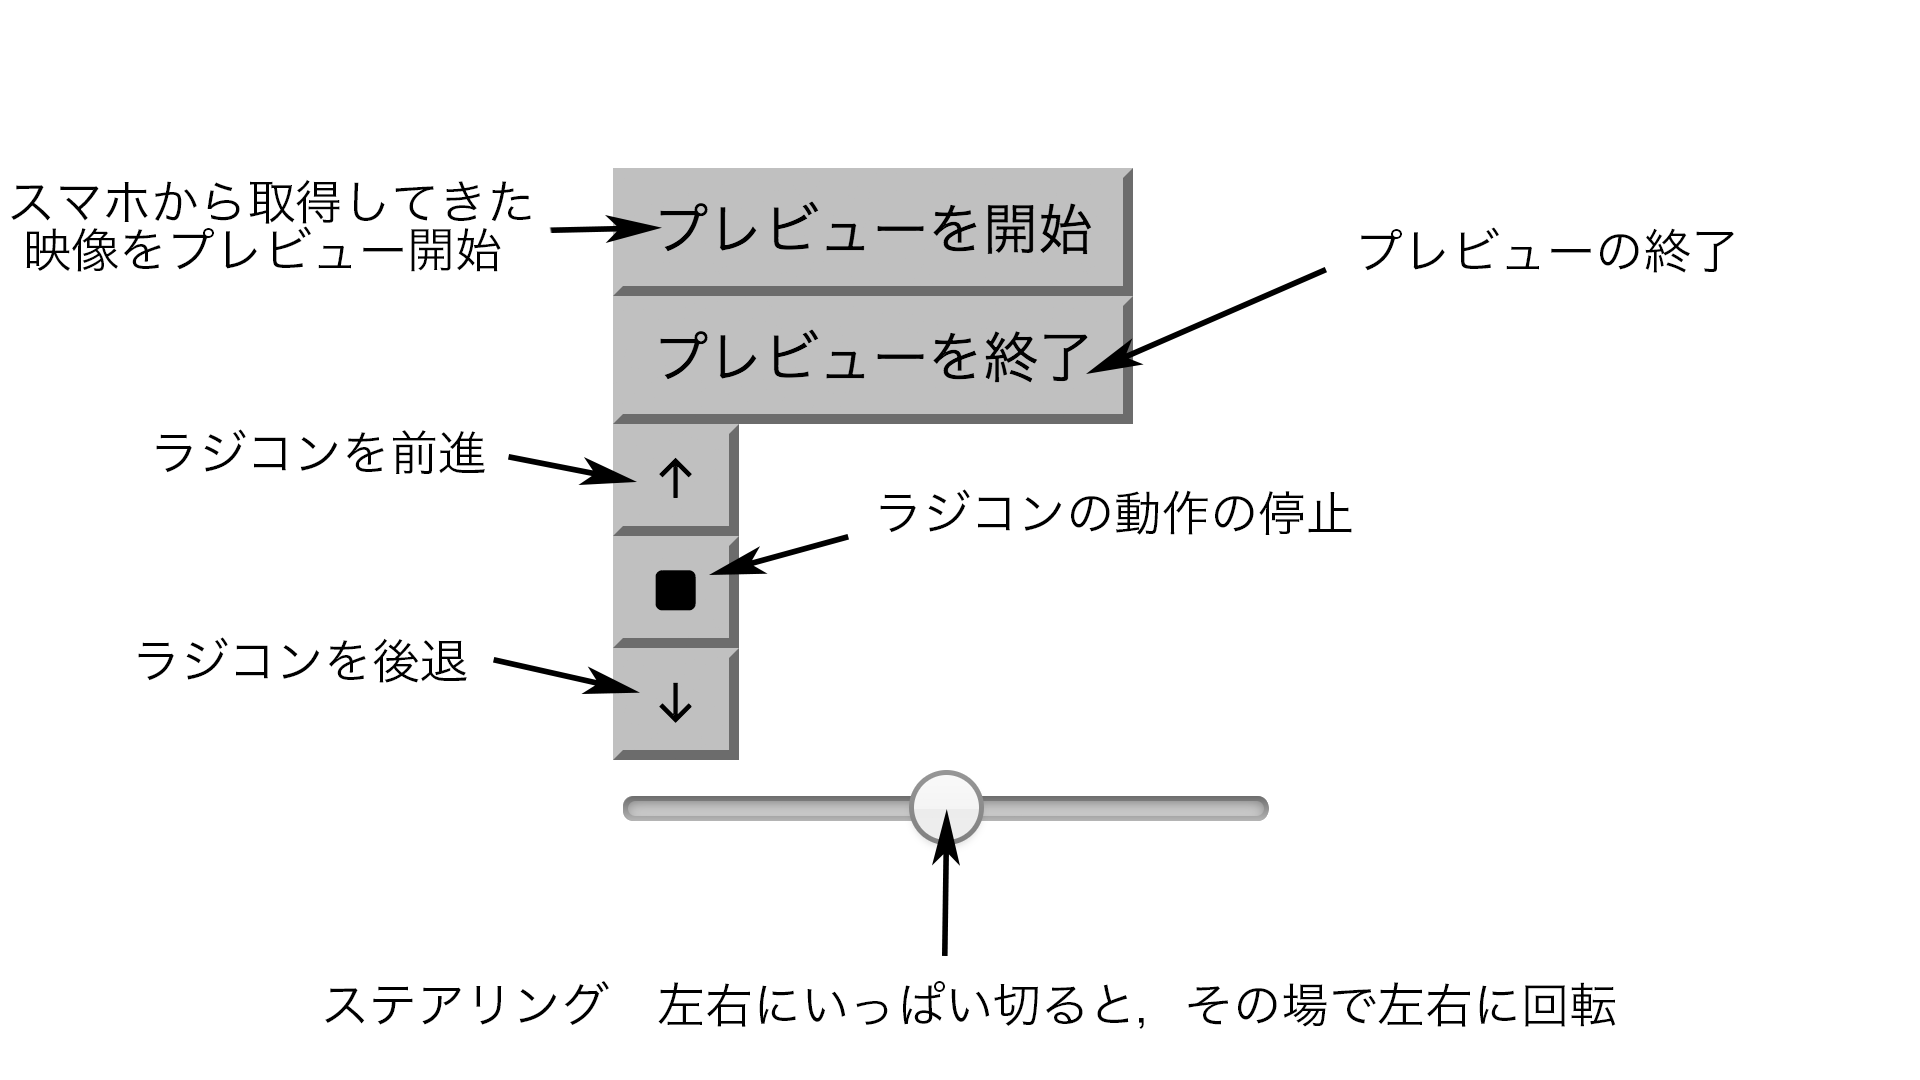 スマホから取得してきた
映像をプレビュー開始
プレビューを開始
プレビューの終了
プレビューを終了
ラジコンを前進
↑
ラジコンの動作の停止
■
ラジコンを後退
↓
ステアリング　左右にいっぱい切ると，その場で左右に回転